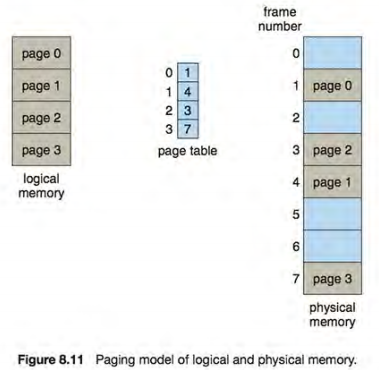 page 0
page 1
page 2
page 3
logical
memory
0 1
1 4
2 3
3 7
page table
frame
number
0
1 page 0
2
3 page 2
4 page 1
5
6
7 page 3
physical
memory
Figure 8.11 Paging model of logical and physical memory.